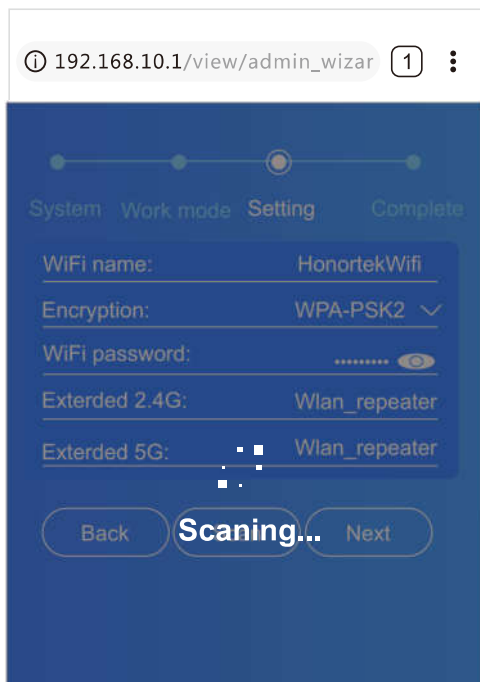 192.168.10.1/view/admin_wizar 1
System Work mode Setting Complete
WiFi name: HonortekWifi
Encryption: WPA-PSK2
WiFi password: •••••••••
Exterded 2.4G: Wlan_repeater
Exterded 5G: Wlan_repeater
Back Scaning... Next